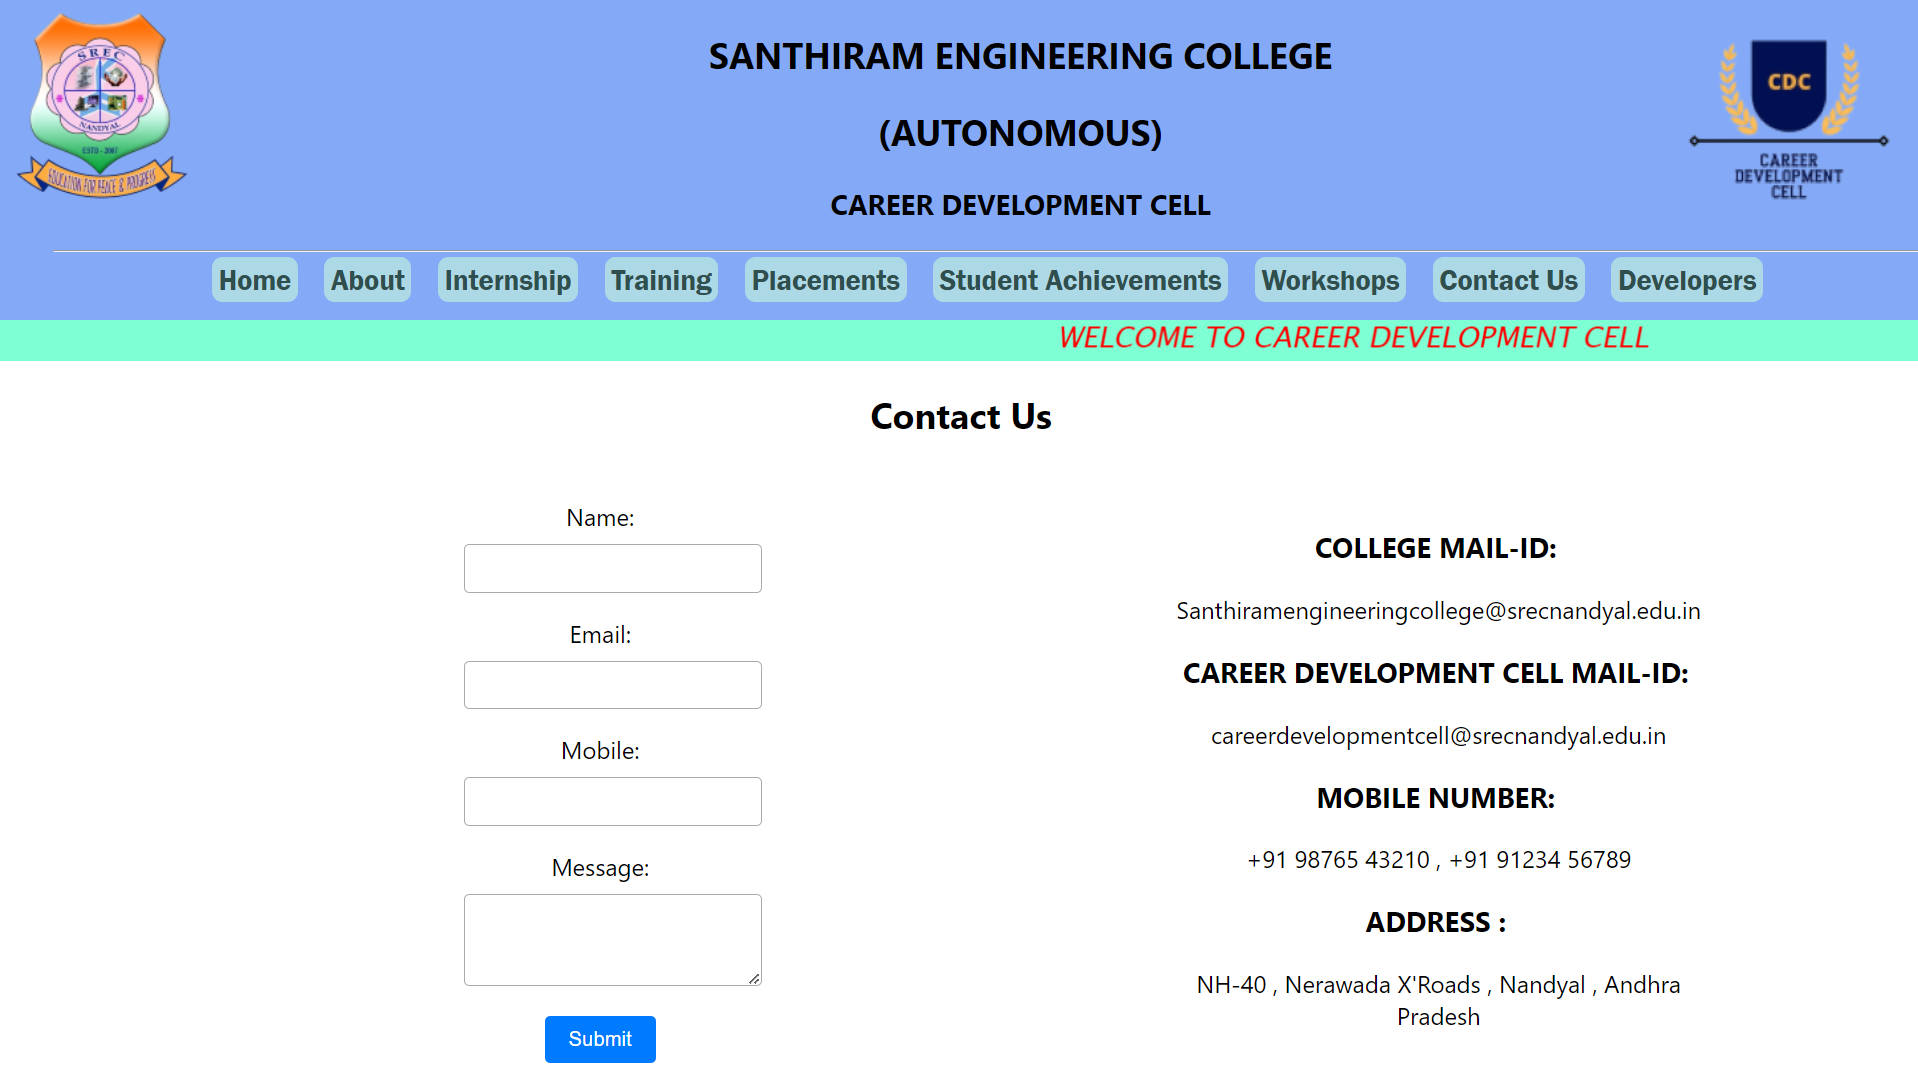 SREC
NANDYAL
ESTD - 2007
EDUCATION FOR PEACE & PROGRESS
SANTHIRAM ENGINEERING COLLEGE
(AUTONOMOUS)
CAREER DEVELOPMENT CELL
CDC
CAREER
DEVELOPMENT
CELL
Home About Internship Training Placements Student Achievements Workshops Contact Us Developers
WELCOME TO CAREER DEVELOPMENT CELL
Contact Us
Name:
Email:
Mobile:
Message:
Submit
COLLEGE MAIL-ID:
Santhiramengineeringcollege@srecnandyal.edu.in
CAREER DEVELOPMENT CELL MAIL-ID:
careerdevelopmentcell@srecnandyal.edu.in
MOBILE NUMBER:
+91 98765 43210 , +91 91234 56789
ADDRESS :
NH-40 , Nerawada X'Roads , Nandyal , Andhra
Pradesh